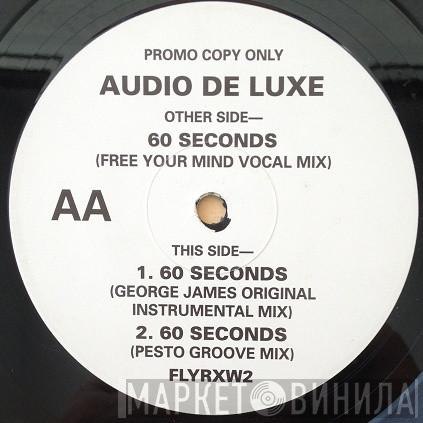 PROMO COPY ONLY
AUDIO DE LUXE
OTHER SIDE—
60 SECONDS
(FREE YOUR MIND VOCAL MIX)
AA
THIS SIDE—
1. 60 SECONDS
(GEORGE JAMES ORIGINAL
INSTRUMENTAL MIX)
2. 60 SECONDS
(PESTO GROOVE MIX)
FLYRXW2
МАРКЕТ ВИНИЛА